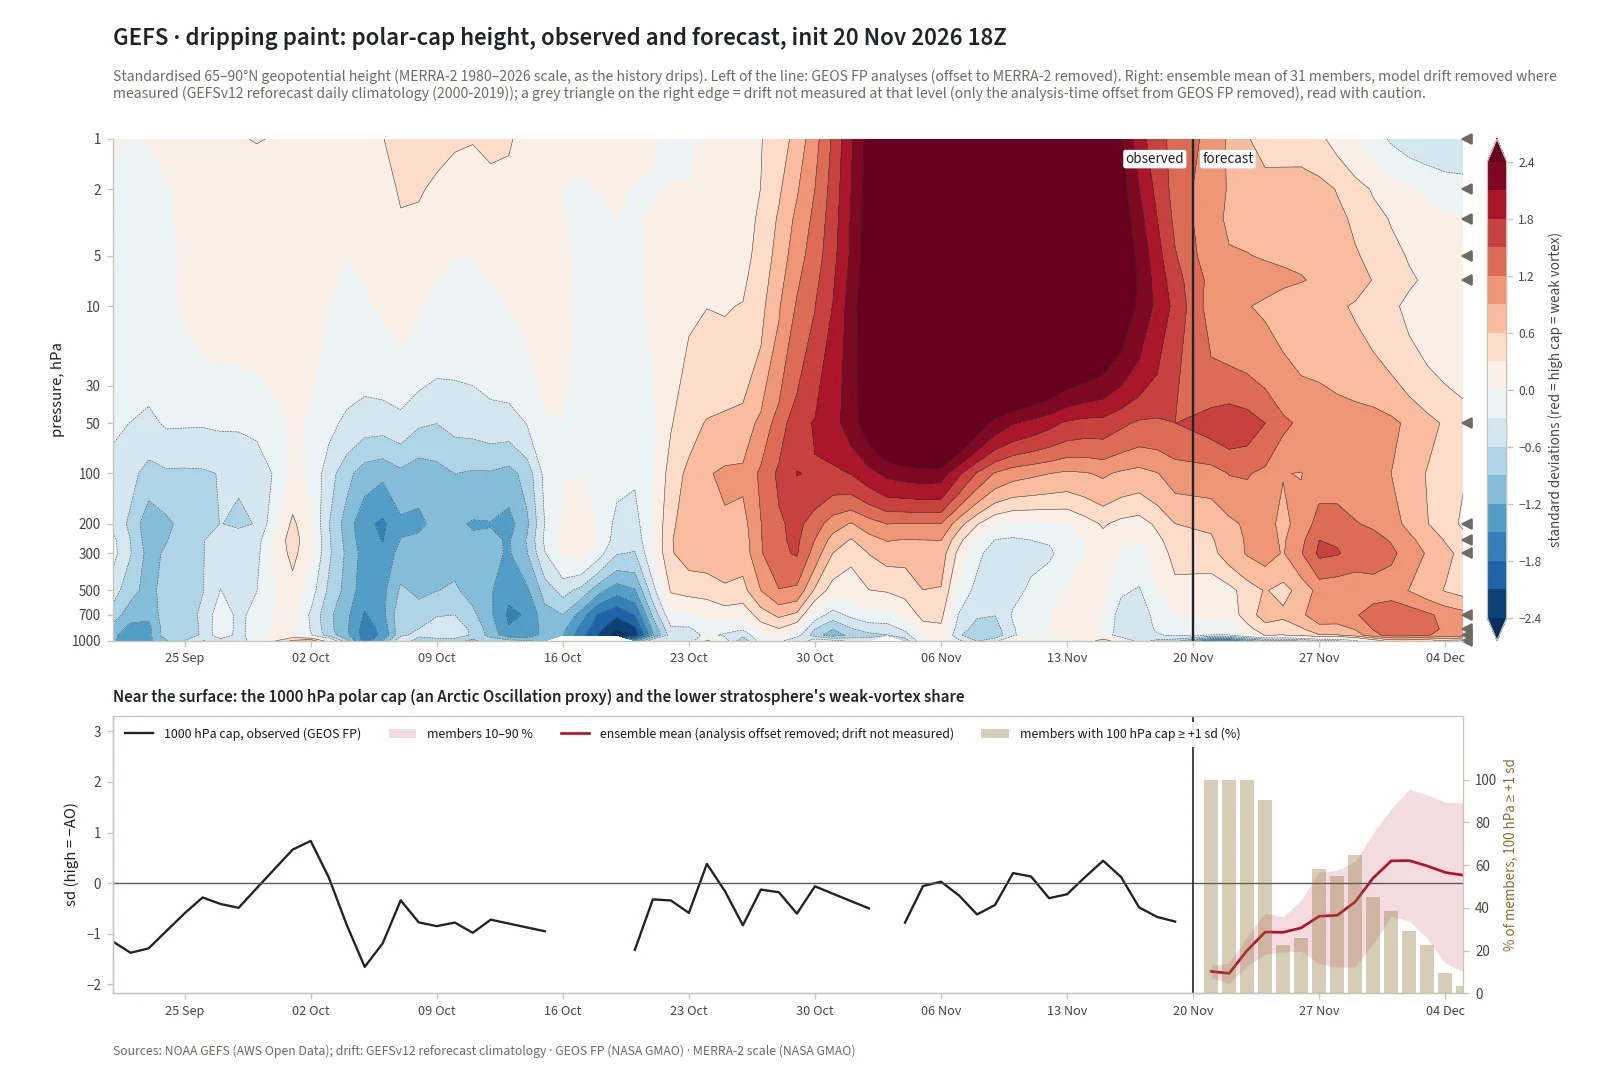 GEFS · dripping paint: polar-cap height, observed and forecast, init 20 Nov 2026 18Z
Standardised 65–90°N geopotential height (MERRA-2 1980–2026 scale, as the history drips). Left of the line: GEOS FP analyses (offset to MERRA-2 removed). Right: ensemble mean of 31 members, model drift removed where
measured (GEFSv12 reforecast daily climatology (2000-2019)); a grey triangle on the right edge = drift not measured at that level (only the analysis-time offset from GEOS FP removed), read with caution.
pressure, hPa
1
2
5
10
30
50
100
200
300
500
700
1000
observed
forecast
25 Sep
02 Oct
09 Oct
16 Oct
23 Oct
30 Oct
06 Nov
13 Nov
20 Nov
27 Nov
04 Dec
2.4
1.8
1.2
0.6
0.0
−0.6
−1.2
−1.8
−2.4
standard deviations (red = high cap = weak vortex)
Near the surface: the 1000 hPa polar cap (an Arctic Oscillation proxy) and the lower stratosphere's weak-vortex share
1000 hPa cap, observed (GEOS FP)
members 10–90 %
ensemble mean (analysis offset removed; drift not measured)
members with 100 hPa cap ≥ +1 sd (%)
sd (high = −AO)
3
2
1
0
−1
−2
100
80
60
40
20
0
% of members, 100 hPa ≥ +1 sd
25 Sep
02 Oct
09 Oct
16 Oct
23 Oct
30 Oct
06 Nov
13 Nov
20 Nov
27 Nov
04 Dec
Sources: NOAA GEFS (AWS Open Data); drift: GEFSv12 reforecast climatology · GEOS FP (NASA GMAO) · MERRA-2 scale (NASA GMAO)